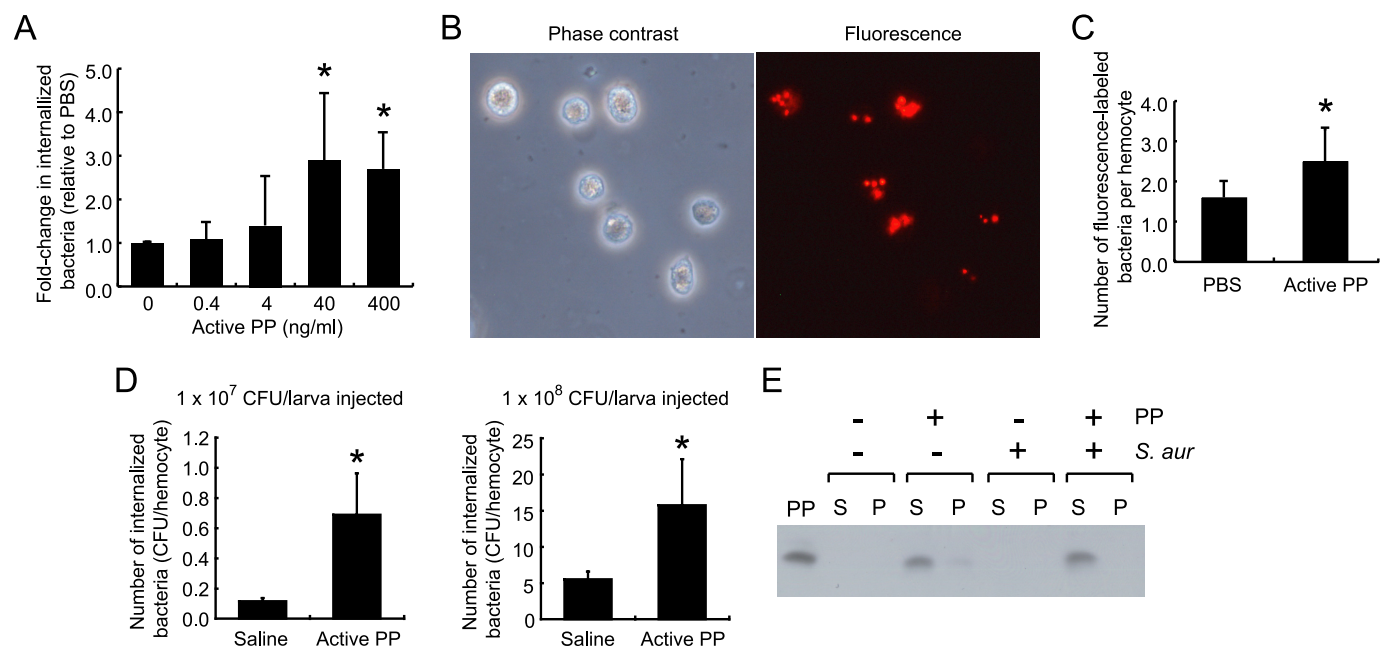 A
Fold-change in internallized
bacteria (relative to PBS)
5.0
4.0
3.0
2.0
1.0
0.0
*
*
0 0.4 4 40 400
Active PP (ng/ml)
B
Phase contrast Fluorescence
C
Number of fluorescence-labeled
bacteria per hemocyte
4.0
3.0
2.0
1.0
0.0
*
PBS Active PP
D
1 x 10⁷ CFU/larva injected
Number of internalized
bacteria (CFU/hemocyte)
1.2
1.0
0.8
0.6
0.4
0.2
0.0
*
Saline Active PP
1 x 10⁸ CFU/larva injected
Number of internalized
bacteria (CFU/hemocyte)
25
20
15
10
5
0
*
Saline Active PP
E
- + - + PP
- - + + S. aur
PP S P S P S P S P